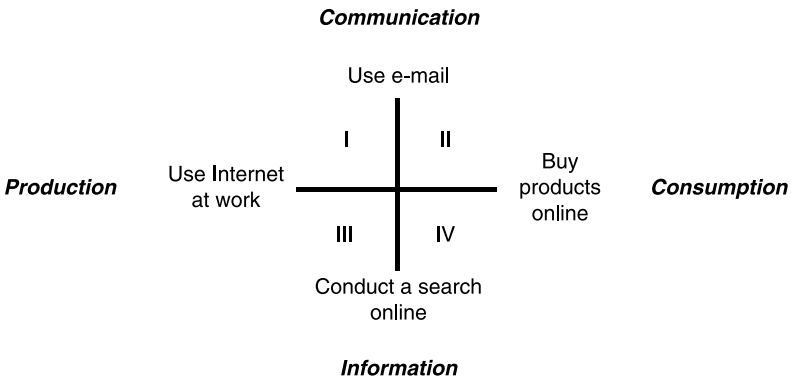 Communication
Use e-mail
I
II
Production
Use Internet
at work
Buy
products
online
Consumption
III
IV
Conduct a search
online
Information